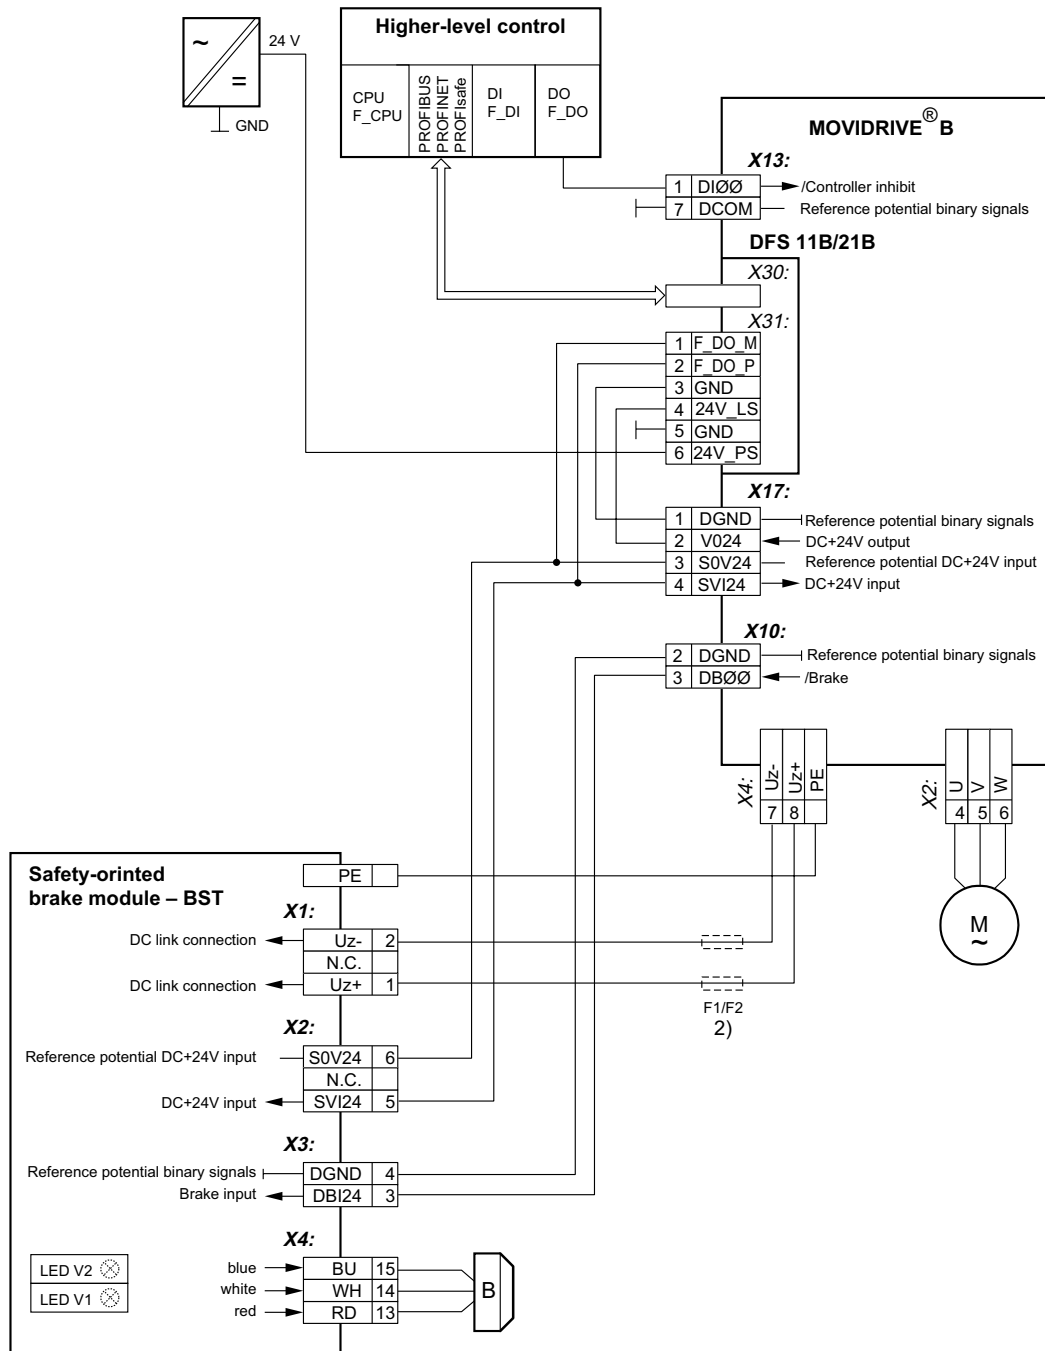 Higher-level control
~
=
24 V
GND
CPU
F_CPU
PROFIBUS
PROFINET
PROFIsafe
DI
F_DI
DO
F_DO
MOVIDRIVE® B
X13:
1 DIØØ /Controller inhibit
7 DCOM Reference potential binary signals
DFS 11B/21B
X30:
X31:
1 F_DO_M
2 F_DO_P
3 GND
4 24V_LS
5 GND
6 24V_PS
X17:
1 DGND Reference potential binary signals
2 V024 DC+24V output
3 S0V24 Reference potential DC+24V input
4 SVI24 DC+24V input
X10:
2 DGND Reference potential binary signals
3 DBØØ /Brake
X4:
Uz- 7
Uz+ 8
PE
X2:
U 4
V 5
W 6
M
~
Safety-orinted
brake module – BST
PE
X1:
DC link connection Uz- 2
N.C.
DC link connection Uz+ 1
F1/F2
2)
X2:
Reference potential DC+24V input S0V24 6
N.C.
DC+24V input SVI24 5
X3:
Reference potential binary signals DGND 4
Brake input DBI24 3
X4:
blue BU 15
white WH 14
red RD 13
B
LED V2
LED V1